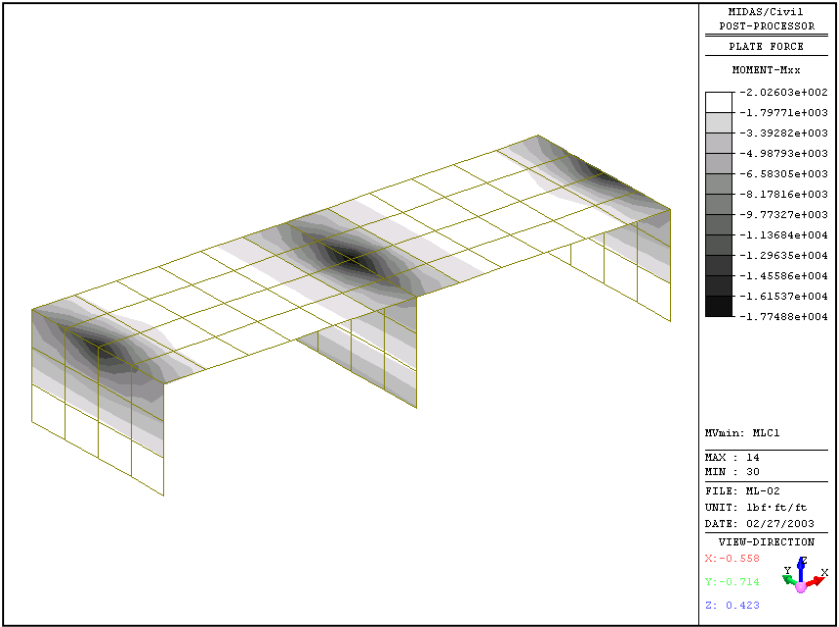 MIDAS/Civil
POST-PROCESSOR
PLATE FORCE
MOMENT-Mxx
-2.02603e+002
-1.79771e+003
-3.39282e+003
-4.98793e+003
-6.58305e+003
-8.17816e+003
-9.77327e+003
-1.13684e+004
-1.29635e+004
-1.45586e+004
-1.61537e+004
-1.77488e+004
MVmin: MLC1
MAX : 14
MIN : 30
FILE: ML-02
UNIT: lbf·ft/ft
DATE: 02/27/2003
VIEW-DIRECTION
X:-0.558
Y:-0.714
Z: 0.423
Z
Y
X